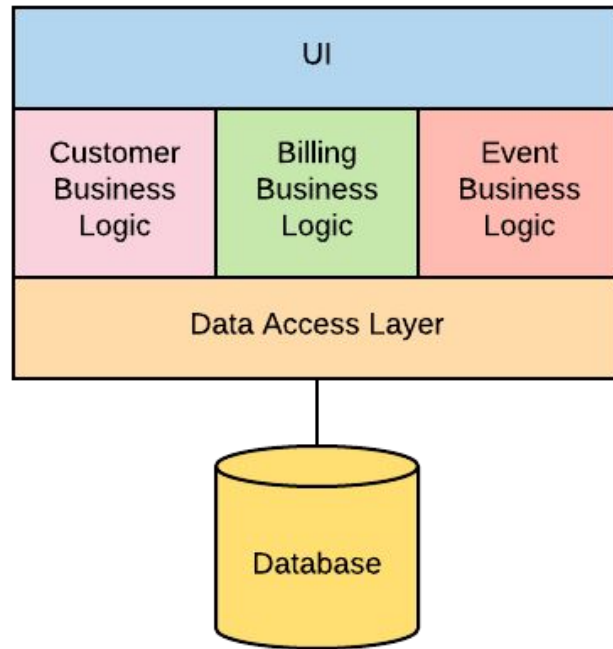 UI
Customer
Business
Logic
Billing
Business
Logic
Event
Business
Logic
Data Access Layer
Database